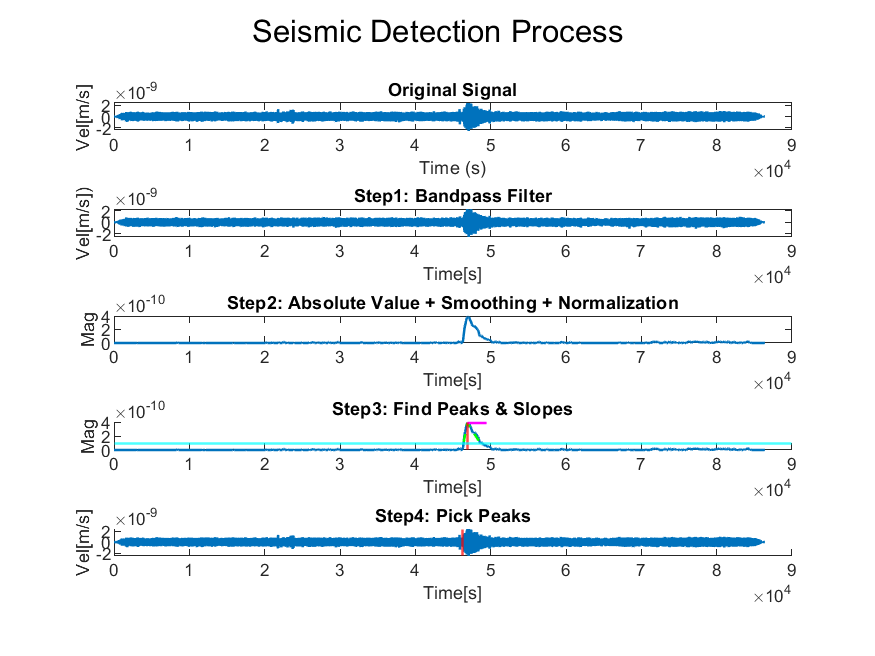 Seismic Detection Process
×10^-9
Original Signal
Vel[m/s]
2
0
-2
0 1 2 3 4 5 6 7 8 9
Time (s)
×10^4
×10^-9
Step1: Bandpass Filter
Vel[m/s])
2
0
-2
0 1 2 3 4 5 6 7 8 9
Time[s]
×10^4
×10^-10
Step2: Absolute Value + Smoothing + Normalization
Mag
4
2
0
0 1 2 3 4 5 6 7 8 9
Time[s]
×10^4
×10^-10
Step3: Find Peaks & Slopes
Mag
4
2
0
0 1 2 3 4 5 6 7 8 9
Time[s]
×10^4
×10^-9
Step4: Pick Peaks
Vel[m/s]
2
0
-2
0 1 2 3 4 5 6 7 8 9
Time[s]
×10^4